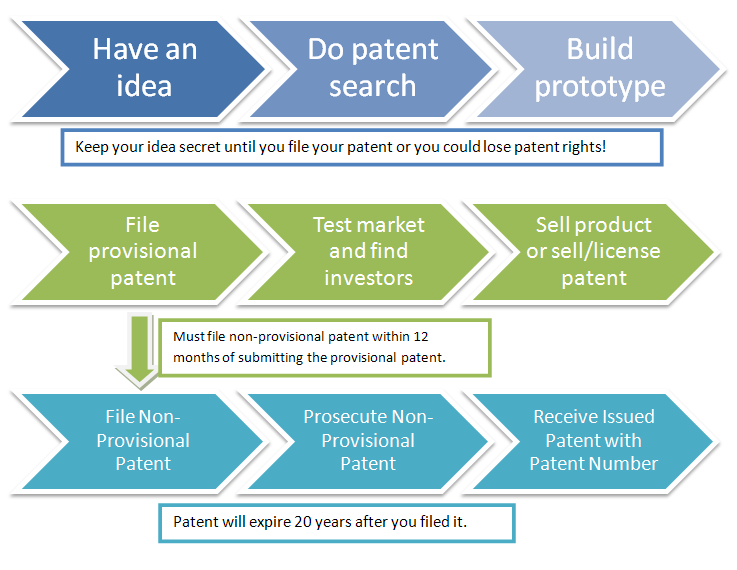 Have an
idea
Do patent
search
Build
prototype
Keep your idea secret until you file your patent or you could lose patent rights!
File
provisional
patent
Test market
and find
investors
Sell product
or sell/license
patent
Must file non-provisional patent within 12
months of submitting the provisional patent.
File Non-
Provisional
Patent
Prosecute Non-
Provisional
Patent
Receive Issued
Patent with
Patent Number
Patent will expire 20 years after you filed it.